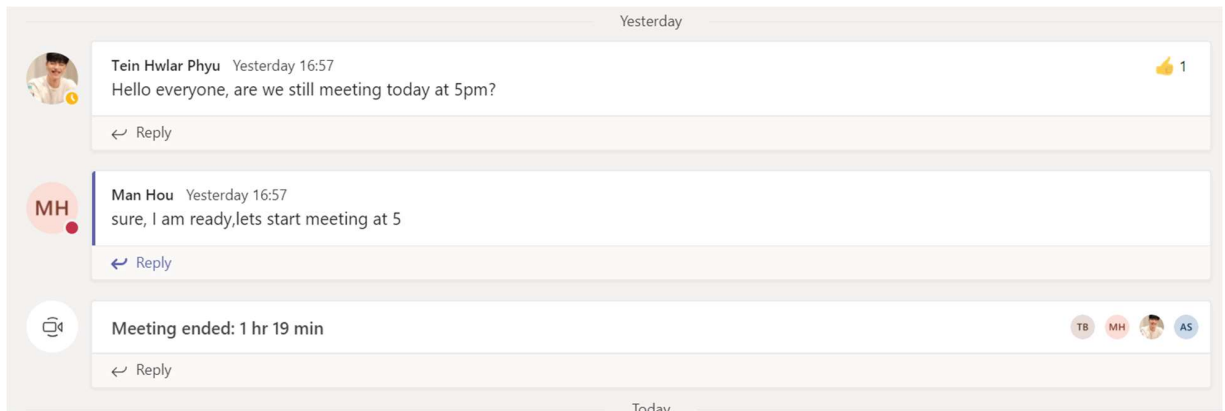 Yesterday
Tein Hwlar Phyu Yesterday 16:57
👍 1
Hello everyone, are we still meeting today at 5pm?
Reply
MH
Man Hou Yesterday 16:57
sure, I am ready,lets start meeting at 5
Reply
Meeting ended: 1 hr 19 min
TB MH AS
Reply
Today